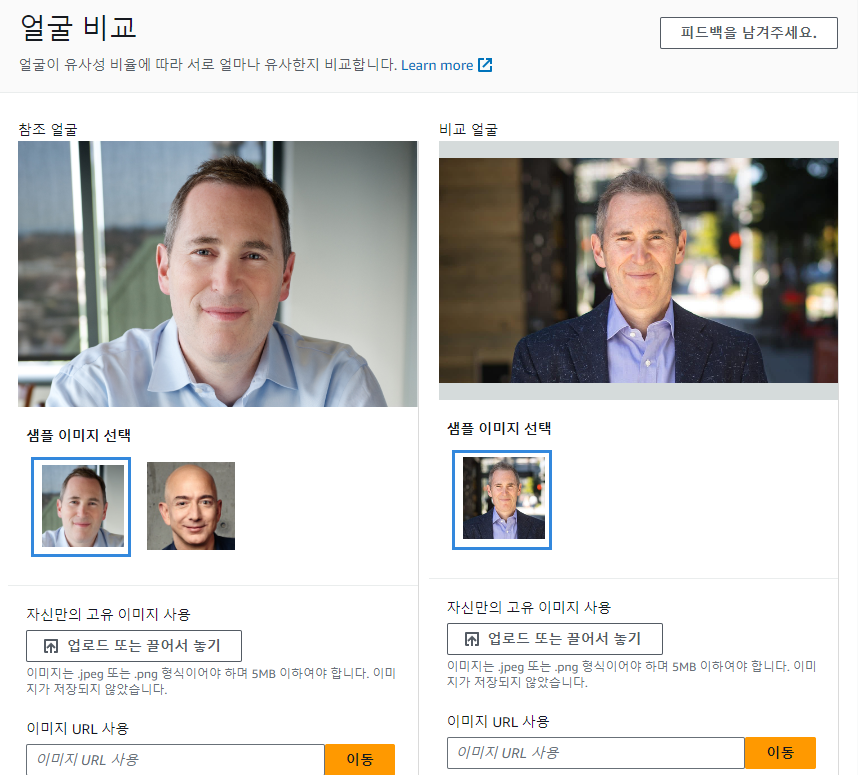 얼굴 비교
피드백을 남겨주세요.
얼굴이 유사성 비율에 따라 서로 얼마나 유사한지 비교합니다. Learn more
참조 얼굴
비교 얼굴
샘플 이미지 선택
샘플 이미지 선택
자신만의 고유 이미지 사용
업로드 또는 끌어서 놓기
이미지는 .jpeg 또는 .png 형식이어야 하며 5MB 이하여야 합니다. 이미
지가 저장되지 않았습니다.
이미지 URL 사용
이미지 URL 사용
이동
자신만의 고유 이미지 사용
업로드 또는 끌어서 놓기
이미지는 .jpeg 또는 .png 형식이어야 하며 5MB 이하여야 합니다. 이미
지가 저장되지 않았습니다.
이미지 URL 사용
이미지 URL 사용
이동